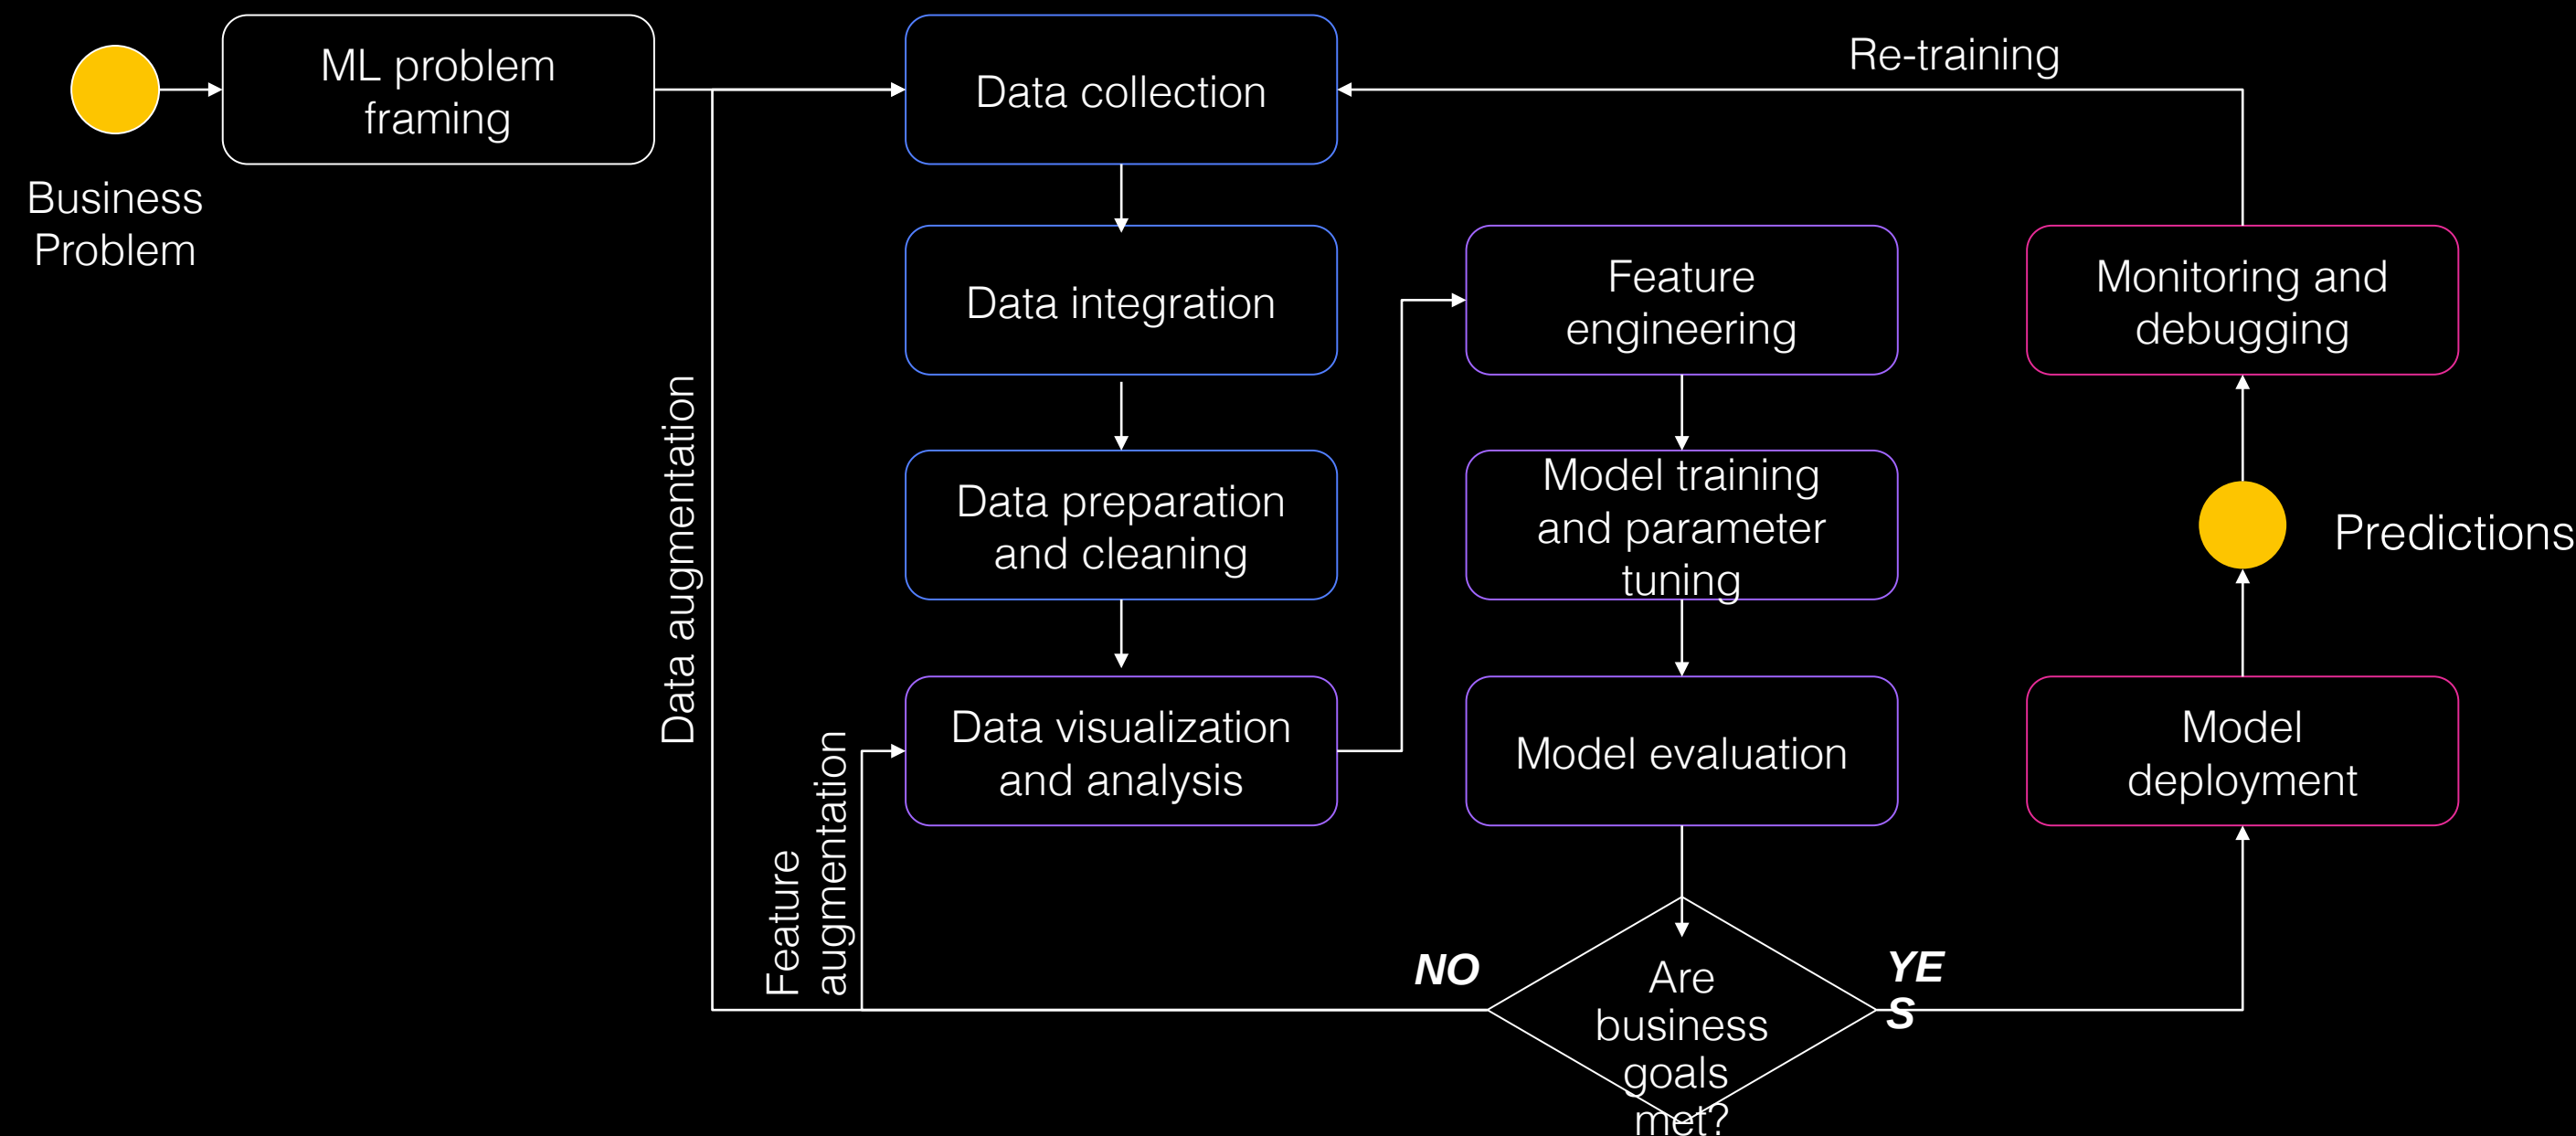 Business
Problem
ML problem
framing
Data collection
Re-training
Data integration
Feature
engineering
Monitoring and
debugging
Data augmentation
Data preparation
and cleaning
Model training
and parameter
tuning
Predictions
Feature
augmentation
Data visualization
and analysis
Model evaluation
Model
deployment
NO
Are
business
goals
met?
YE
S